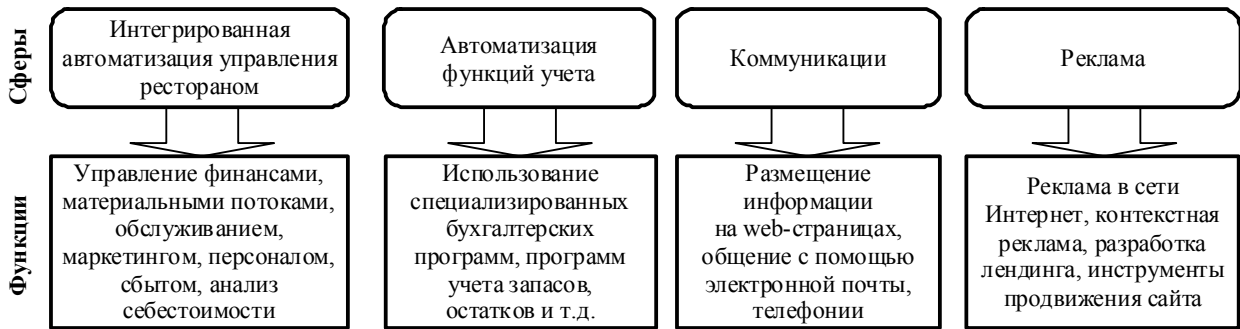 Сферы
Интегрированная
автоматизация управления
рестораном
Автоматизация
функций учета
Коммуникации
Реклама
Функции
Управление финансами,
материальными потоками,
обслуживанием,
маркетингом, персоналом,
сбытом, анализ
себестоимости
Использование
специализированных
бухгалтерских
программ, программ
учета запасов,
остатков и т.д.
Размещение
информации
на web-страницах,
общение с помощью
электронной почты,
телефонии
Реклама в сети
Интернет, контекстная
реклама, разработка
лендинга, инструменты
продвижения сайта